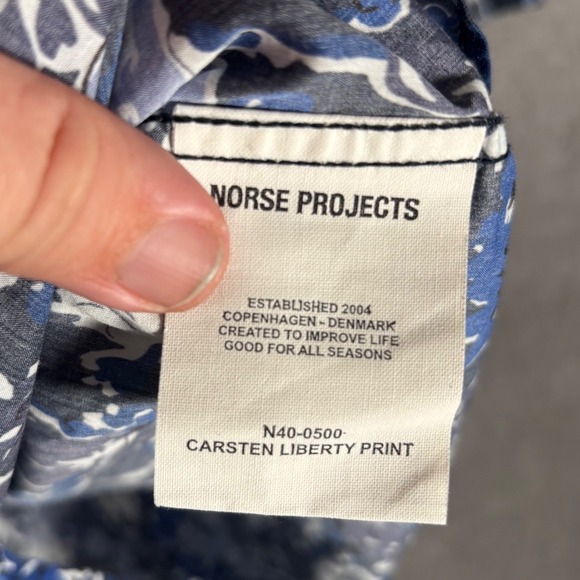 NORSE PROJECTS
ESTABLISHED 2004
COPENHAGEN - DENMARK
CREATED TO IMPROVE LIFE
GOOD FOR ALL SEASONS
N40-0500
CARSTEN LIBERTY PRINT